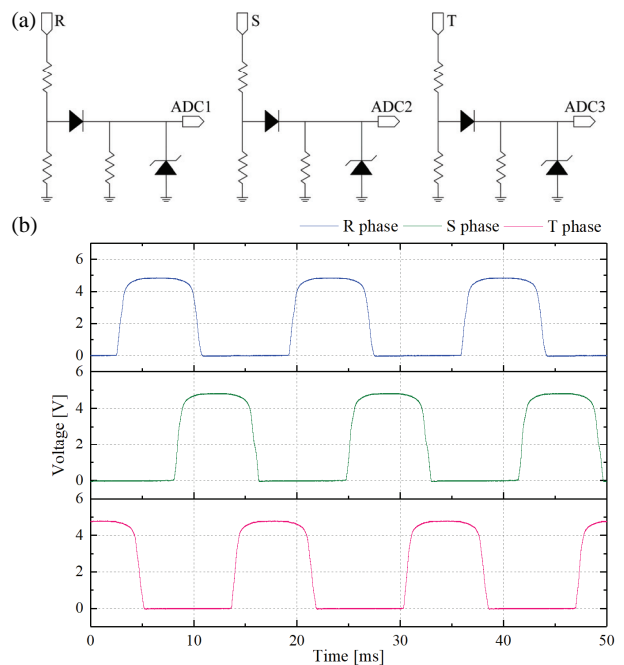 (a)
R
S
T
ADC1
ADC2
ADC3
(b)
R phase
S phase
T phase
6
4
2
0
6
4
2
0
6
4
2
0
Voltage [V]
0
10
20
30
40
50
Time [ms]